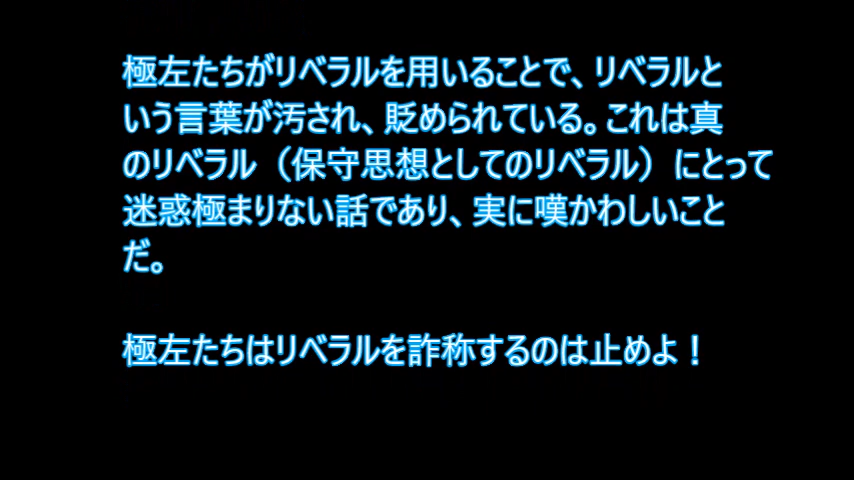 極左たちがリベラルを用いることで、リベラルと
いう言葉が汚され、貶められている。これは真
のリベラル（保守思想としてのリベラル）にとって
迷惑極まりない話であり、実に嘆かわしいこと
だ。
極左たちはリベラルを詐称するのは止めよ！